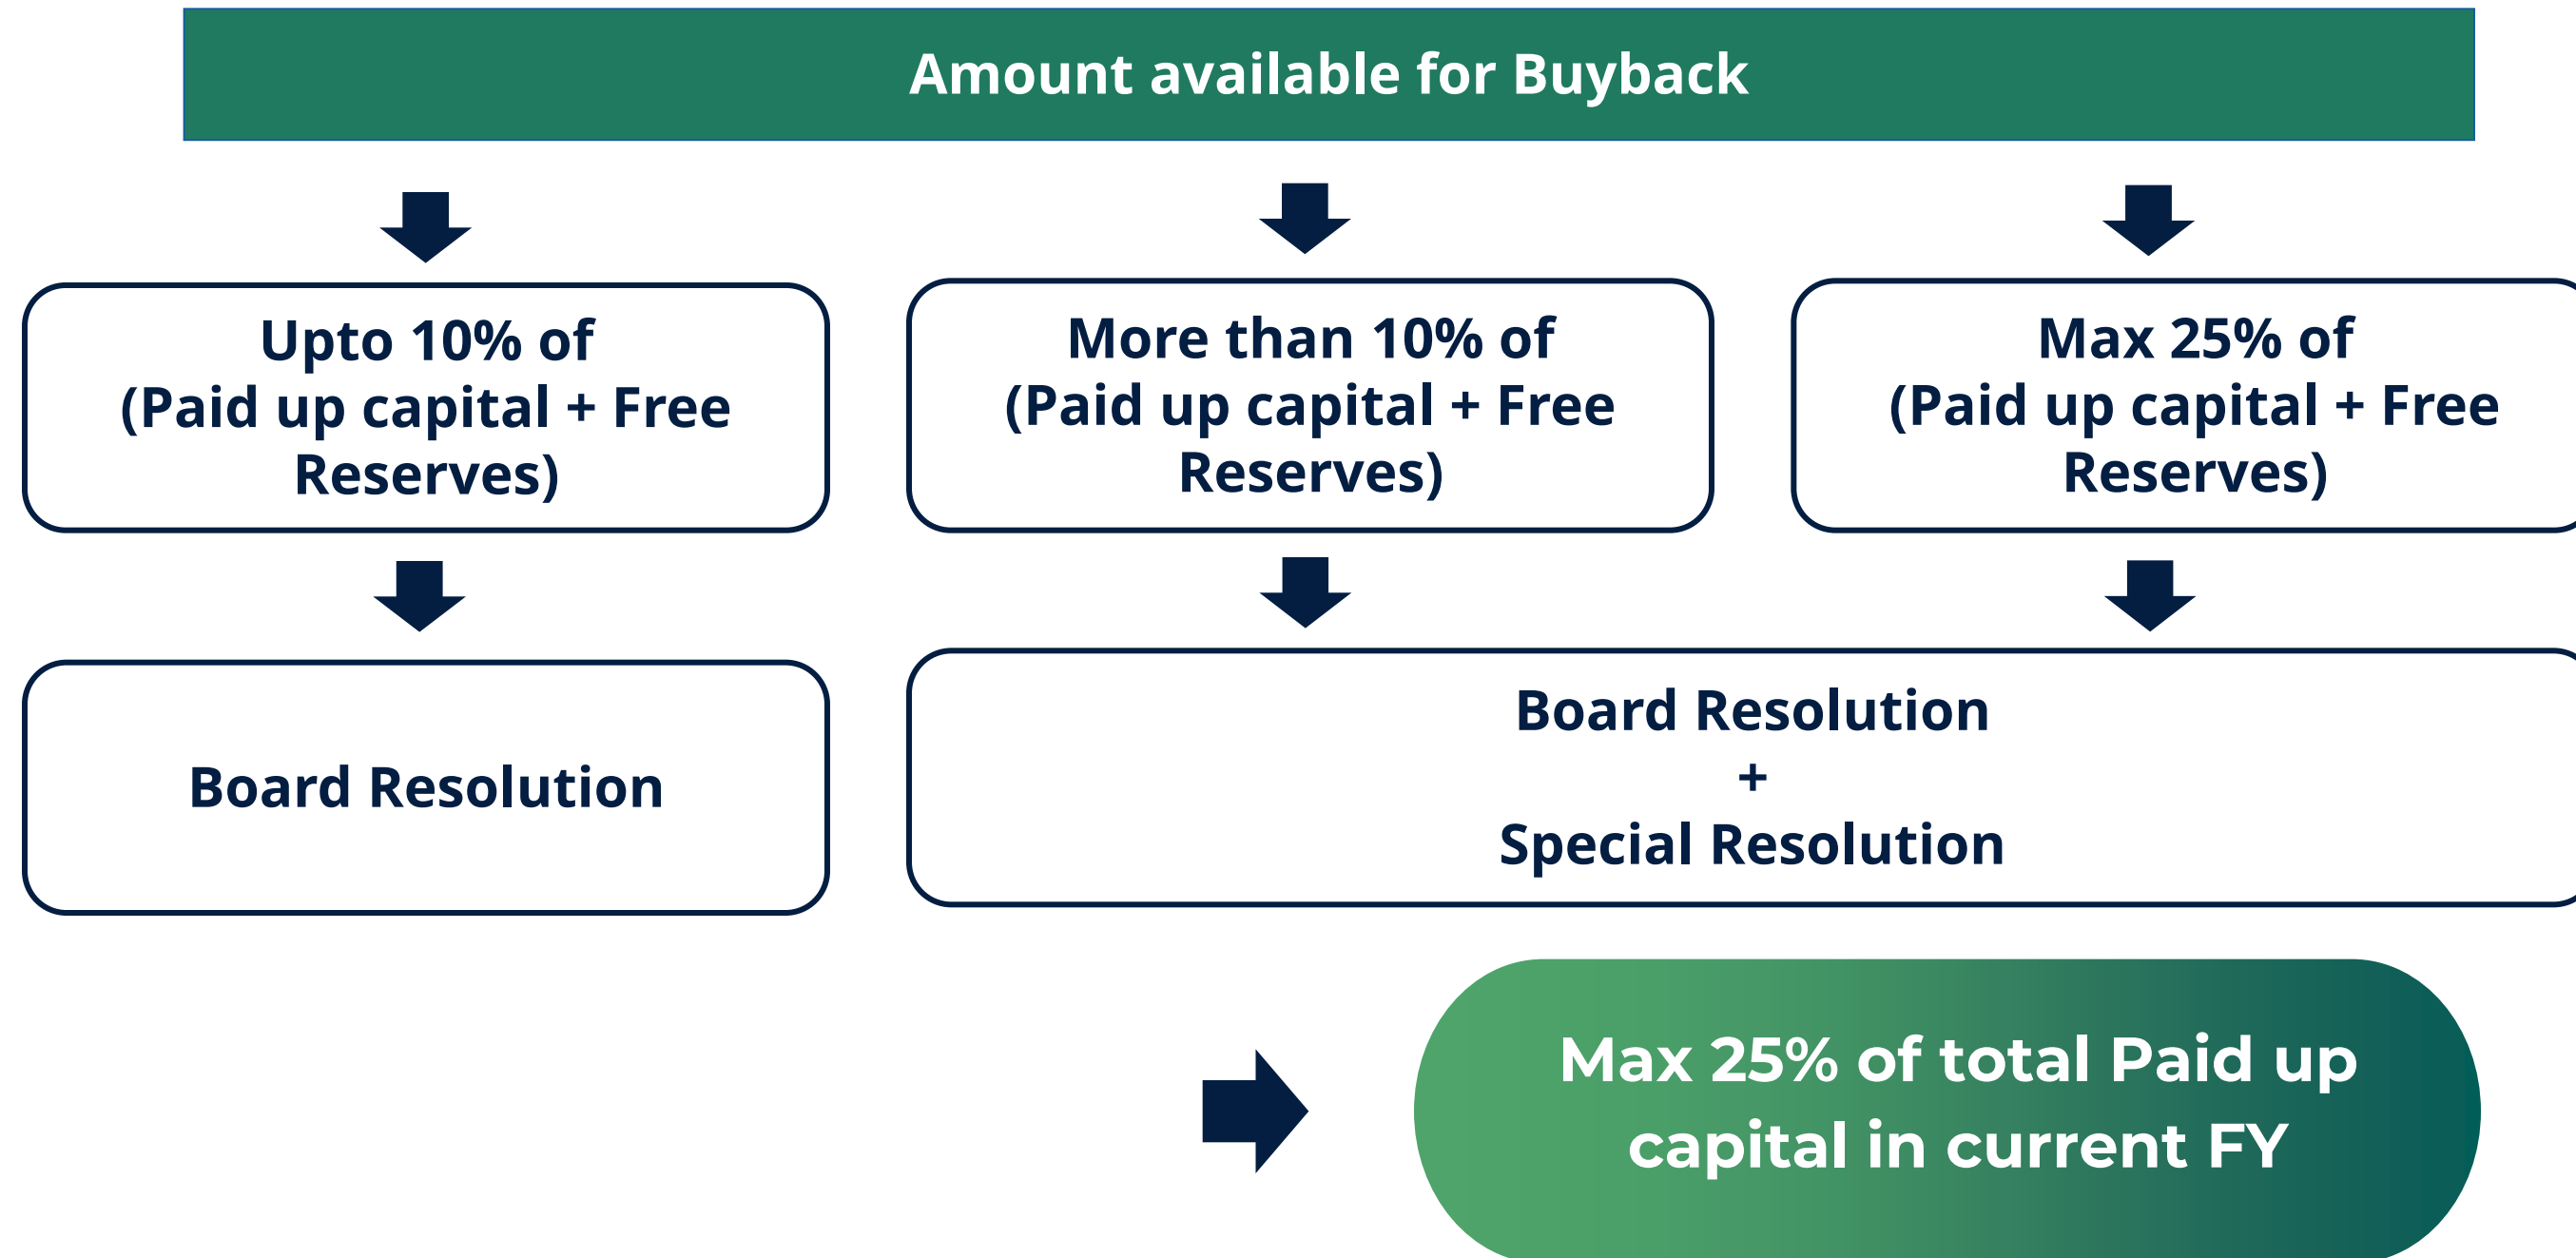 Amount available for Buyback
Upto 10% of
(Paid up capital + Free
Reserves)
More than 10% of
(Paid up capital + Free
Reserves)
Max 25% of
(Paid up capital + Free
Reserves)
Board Resolution
Board Resolution
+
Special Resolution
Max 25% of total Paid up
capital in current FY